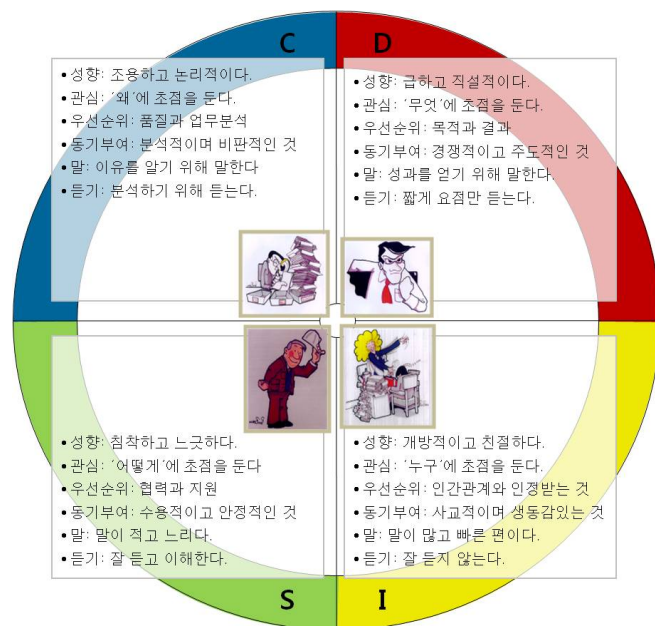 C
• 성향: 조용하고 논리적이다.
• 관심: ‘왜’에 초점을 둔다.
• 우선순위: 품질과 업무분석
• 동기부여: 분석적이며 비판적인 것
• 말: 이유를 알기 위해 말한다
• 듣기: 분석하기 위해 듣는다.
D
• 성향: 급하고 직설적이다.
• 관심: ‘무엇’에 초점을 둔다.
• 우선순위: 목적과 결과
• 동기부여: 경쟁적이고 주도적인 것
• 말: 성과를 얻기 위해 말한다.
• 듣기: 짧게 요점만 듣는다.
• 성향: 침착하고 느긋하다.
• 관심: ‘어떻게’에 초점을 둔다
• 우선순위: 협력과 지원
• 동기부여: 수용적이고 안정적인 것
• 말: 말이 적고 느리다.
• 듣기: 잘 듣고 이해한다.
S
• 성향: 개방적이고 친절하다.
• 관심: ‘누구’에 초점을 둔다.
• 우선순위: 인간관계와 인정받는 것
• 동기부여: 사교적이며 생동감있는 것
• 말: 말이 많고 빠른 편이다.
• 듣기: 잘 듣지 않는다.
I